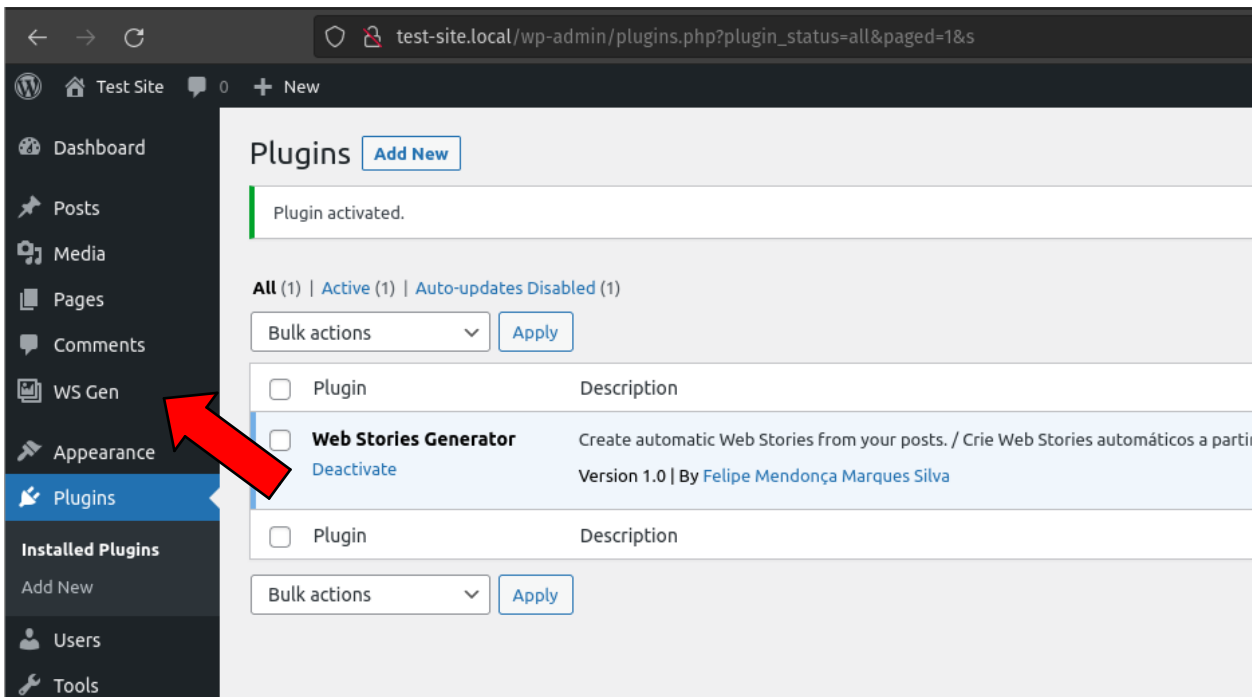 test-site.local/wp-admin/plugins.php?plugin_status=all&paged=1&s
Test Site 0 New
Dashboard
Posts
Media
Pages
Comments
WS Gen
Appearance
Plugins
Installed Plugins
Add New
Users
Tools
Plugins Add New
Plugin activated.
All (1) | Active (1) | Auto-updates Disabled (1)
Bulk actions Apply
Plugin Description
Web Stories Generator Create automatic Web Stories from your posts. / Crie Web Stories automáticos a
Deactivate Version 1.0 | By Felipe Mendonça Marques Silva
Plugin Description
Bulk actions Apply